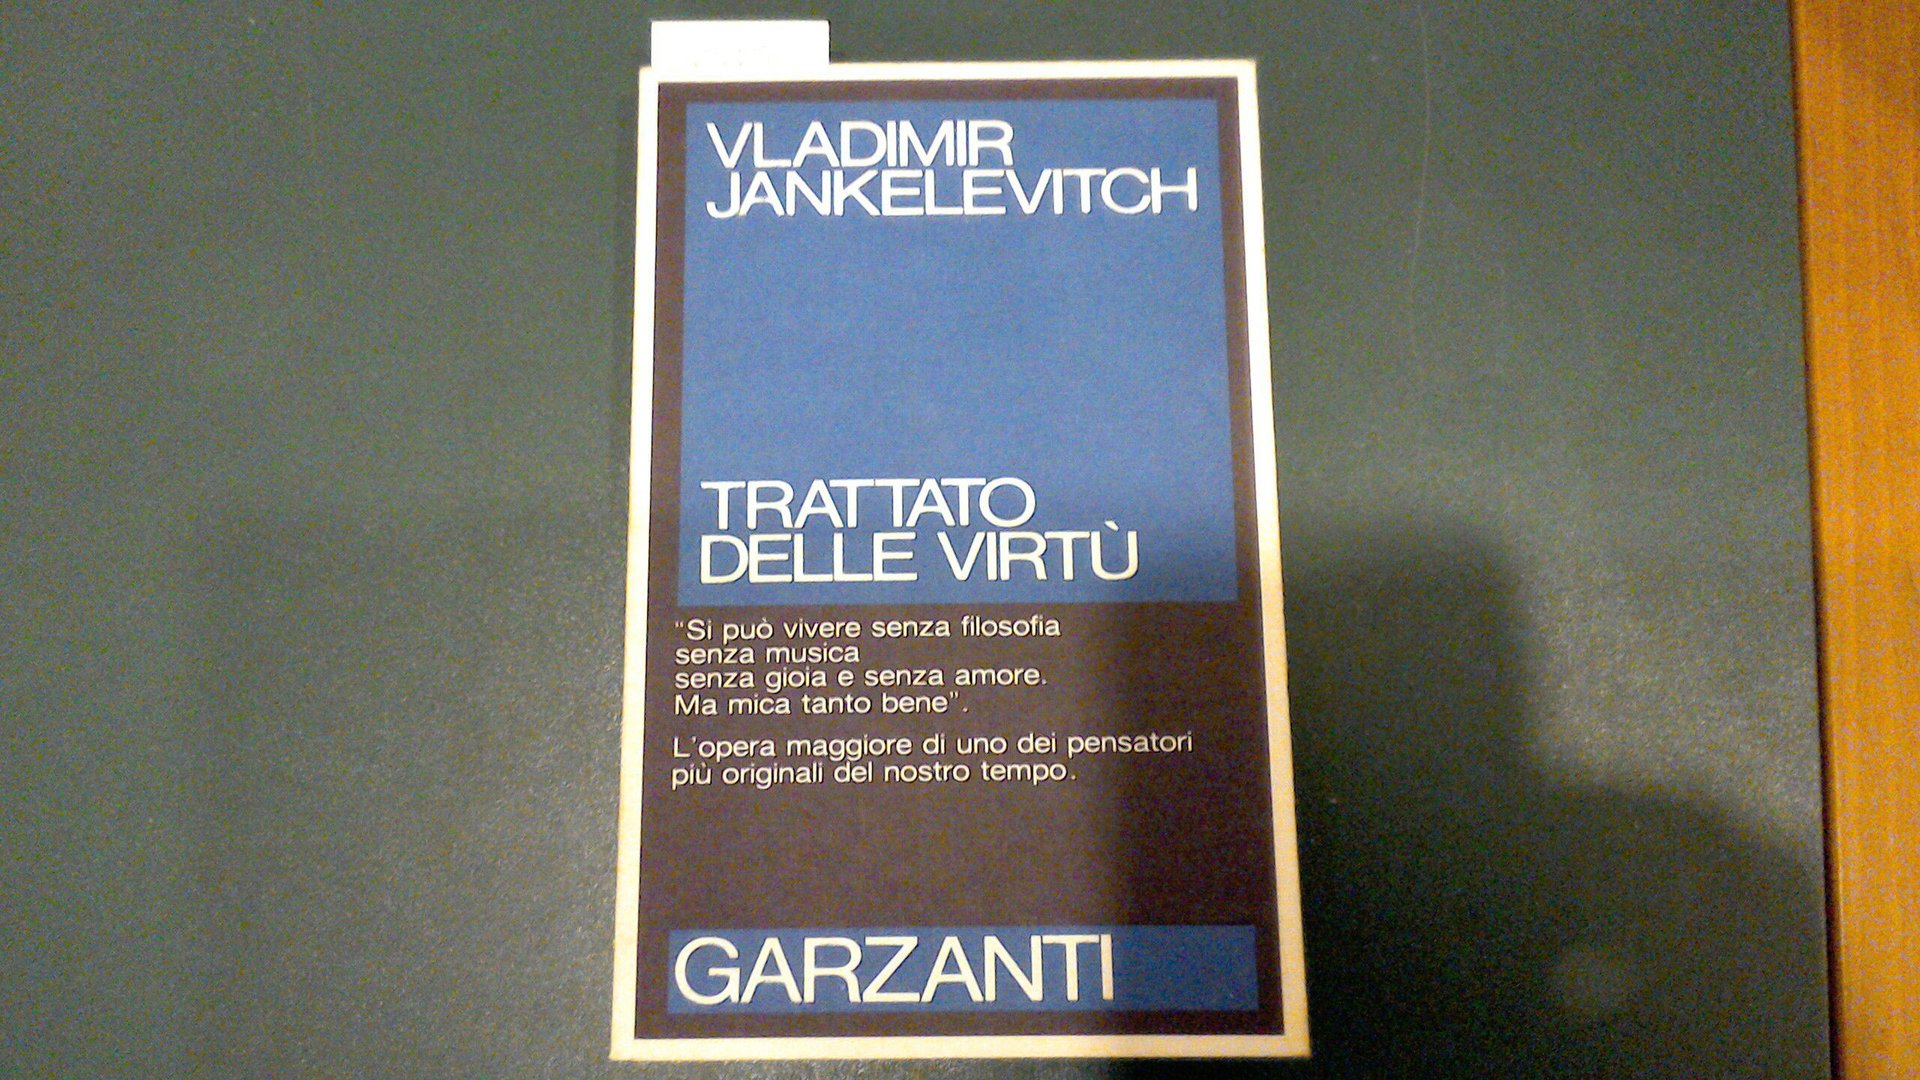 VLADIMIR
JANKELEVITCH
TRATTATO
DELLE VIRTÙ
"Si può vivere senza filosofia
senza musica
senza gioia e senza amore.
Ma mica tanto bene".
L'opera maggiore di uno dei pensatori
più originali del nostro tempo.
GARZANTI